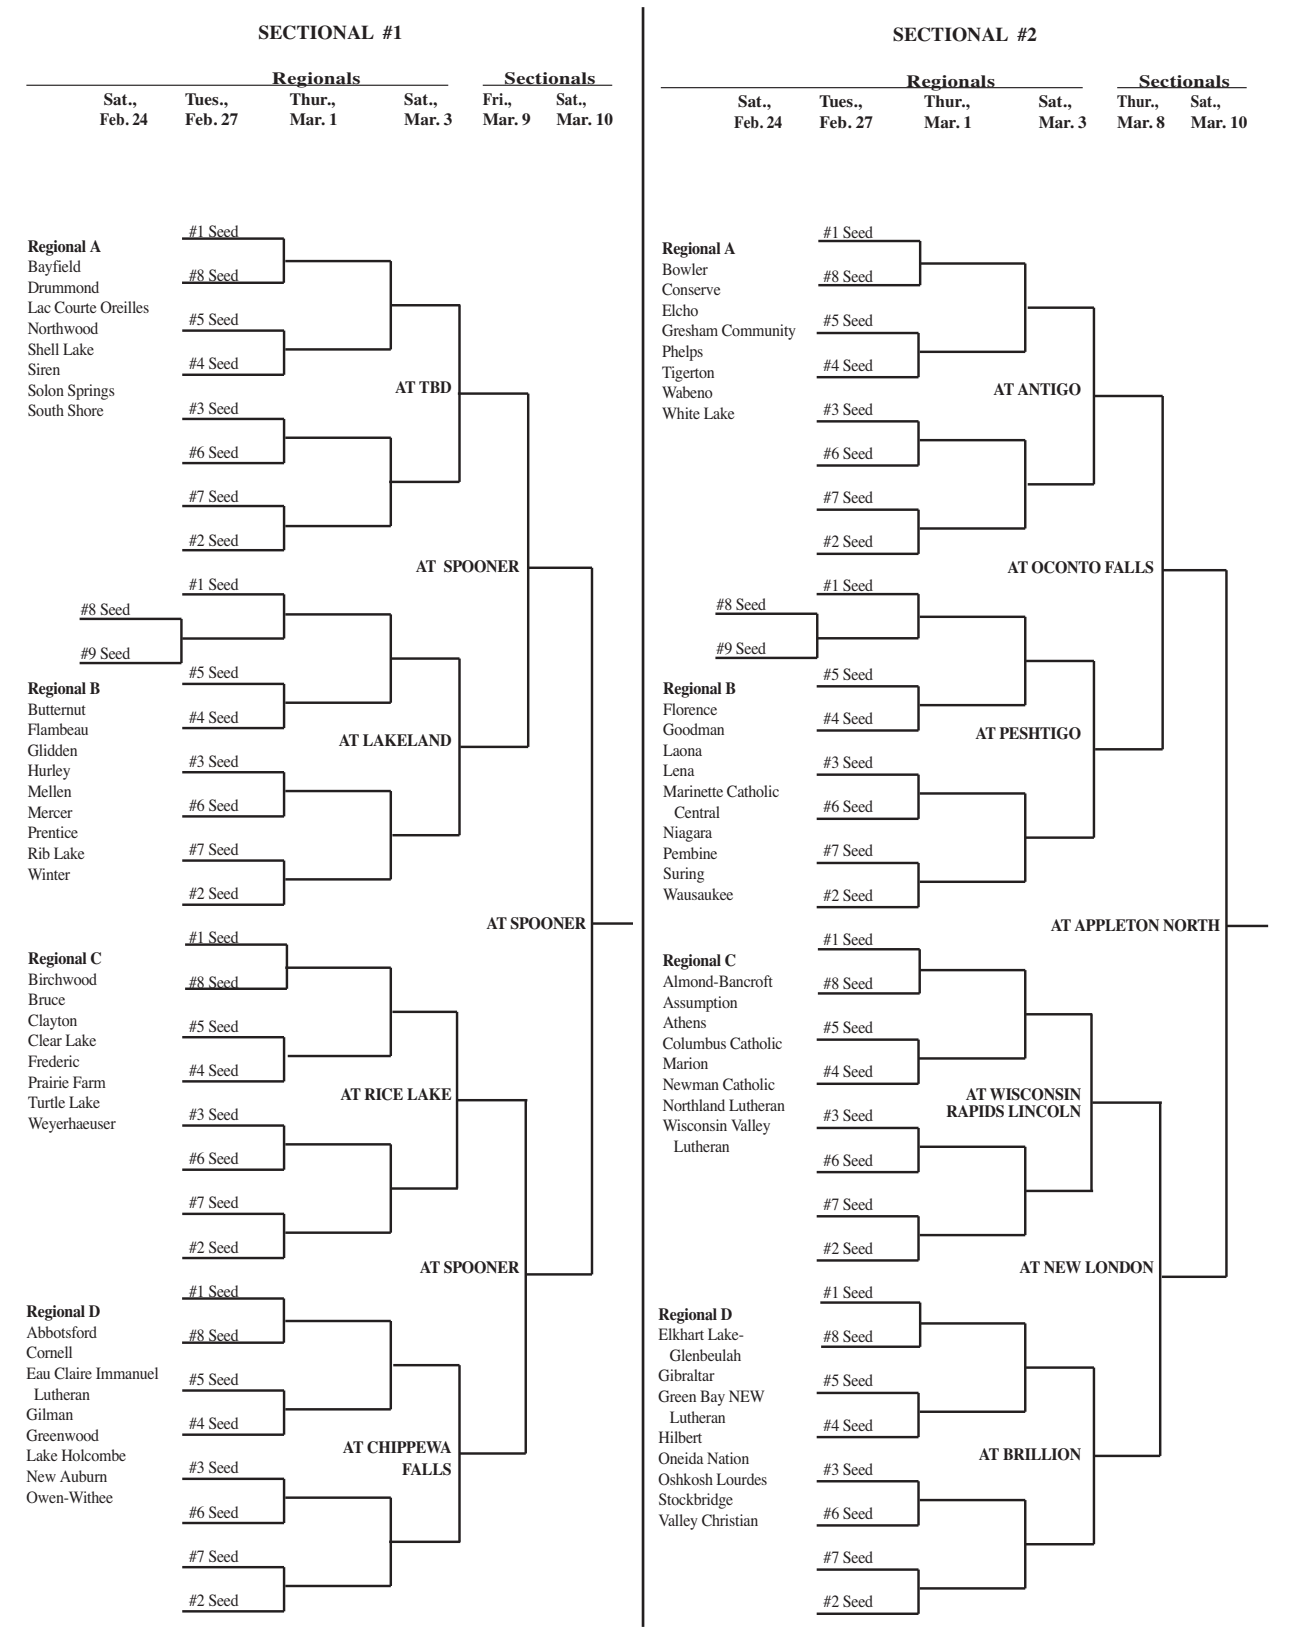 SECTIONAL #1
Regionals
Sectionals
Sat., Tues., Thur., Sat., Fri., Sat.,
Feb. 24 Feb. 27 Mar. 1 Mar. 3 Mar. 9 Mar. 10
#1 Seed
Regional A
Bayfield
#8 Seed
Drummond
Lac Courte Oreilles
#5 Seed
Northwood
Shell Lake
#4 Seed
Siren
AT TBD
Solon Springs
#3 Seed
South Shore
#6 Seed
#7 Seed
#2 Seed
AT SPOONER
#1 Seed
#8 Seed
#9 Seed
#5 Seed
Regional B
Butternut
#4 Seed
Flambeau
AT LAKELAND
Glidden
#3 Seed
Hurley
Mellen
#6 Seed
Mercer
Prentice
#7 Seed
Rib Lake
Winter
#2 Seed
AT SPOONER
#1 Seed
Regional C
Birchwood
#8 Seed
Bruce
Clayton
#5 Seed
Clear Lake
Frederic
#4 Seed
Prairie Farm
AT RICE LAKE
Turtle Lake
#3 Seed
Weyerhaeuser
#6 Seed
#7 Seed
#2 Seed
AT SPOONER
#1 Seed
Regional D
Abbotsford
#8 Seed
Cornell
Eau Claire Immanuel
#5 Seed
Lutheran
Gilman
#4 Seed
Greenwood
AT CHIPPEWA
Lake Holcombe
FALLS
#3 Seed
New Auburn
Owen-Withee
#6 Seed
#7 Seed
#2 Seed
SECTIONAL #2
Regionals
Sectionals
Sat., Tues., Thur., Sat., Thur., Sat.,
Feb. 24 Feb. 27 Mar. 1 Mar. 3 Mar. 8 Mar. 10
#1 Seed
Regional A
Bowler
#8 Seed
Conserve
Elcho
#5 Seed
Gresham Community
Phelps
#4 Seed
Tigerton
AT ANTIGO
Wabeno
#3 Seed
White Lake
#6 Seed
#7 Seed
#2 Seed
AT OCONTO FALLS
#1 Seed
#8 Seed
#9 Seed
#5 Seed
Regional B
Florence
#4 Seed
Goodman
AT PESHTIGO
Laona
#3 Seed
Lena
Marinette Catholic
#6 Seed
Central
Niagara
#7 Seed
Pembine
Suring
#2 Seed
Wausaukee
AT APPLETON NORTH
#1 Seed
Regional C
Almond-Bancroft
#8 Seed
Assumption
Athens
#5 Seed
Columbus Catholic
Marion
#4 Seed
Newman Catholic
AT WISCONSIN
Northland Lutheran
RAPIDS LINCOLN
#3 Seed
Wisconsin Valley
Lutheran
#6 Seed
#7 Seed
#2 Seed
AT NEW LONDON
#1 Seed
Regional D
Elkhart Lake-
#8 Seed
Glenbeulah
Gibraltar
#5 Seed
Green Bay NEW
Lutheran
#4 Seed
Hilbert
AT BRILLION
Oneida Nation
#3 Seed
Oshkosh Lourdes
Stockbridge
#6 Seed
Valley Christian
#7 Seed
#2 Seed